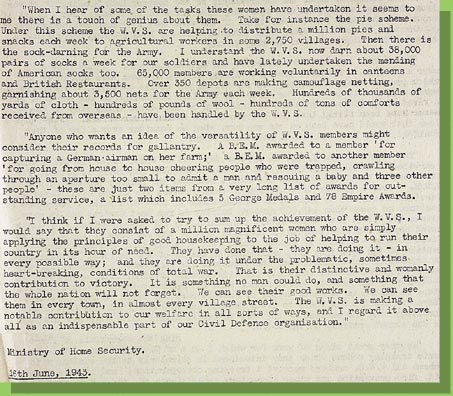 "When I hear of some of the tasks these women have undertaken it seems to
me there is a touch of genius about them. Take for instance the pie scheme.
Under this scheme the W.V.S. are helping to distribute a million pies and
snacks each week to agricultural workers in some 2,750 villages. Then there is
the sock-darning for the Army. I understand the W.V.S. now darn about 38,000
pairs of socks a week for our soldiers and have lately undertaken the mending
of American socks too. 65,000 members are working voluntarily in canteens
and British Restaurants. Over 350 depots are making camouflage netting,
garnishing about 3,500 nets for the Army each week. Hundreds of thousands of
yards of cloth - hundreds of pounds of wool - hundreds of tons of comforts
received from overseas - have been handled by the W.V.S.
"Anyone who wants an idea of the versatility of W.V.S. members might
consider their records for gallantry. A B.E.M. awarded to a member 'for
capturing a German airman on her farm;' a B.E.M. awarded to another member
'for going from house to house cheering people who were trapped, crawling
through an aperture too small to admit a man and rescuing a baby and three other
people' - these are just two items from a very long list of awards for out-
standing service, a list which includes 5 George Medals and 78 Empire Awards.
"I think if I were asked to try to sum up the achievement of the W.V.S., I
would say that they consist of a million magnificent women who are simply
applying the principles of good housekeeping to the job of helping to run their
country in its hour of need. They have done that - they are doing it - in
every possible way; and they are doing it under the problematic, sometimes
heart-breaking, conditions of total war. That is their distinctive and womanly
contribution to victory. It is something no man could do, and something that
the whole nation will not forget. We can see their good works. We can see
them in every town, in almost every village street. The W.V.S. is making a
notable contribution to our welfare in all sorts of ways, and I regard it above
all as an indispensable part of our Civil Defence organisation."
Ministry of Home Security.
June, 1943.